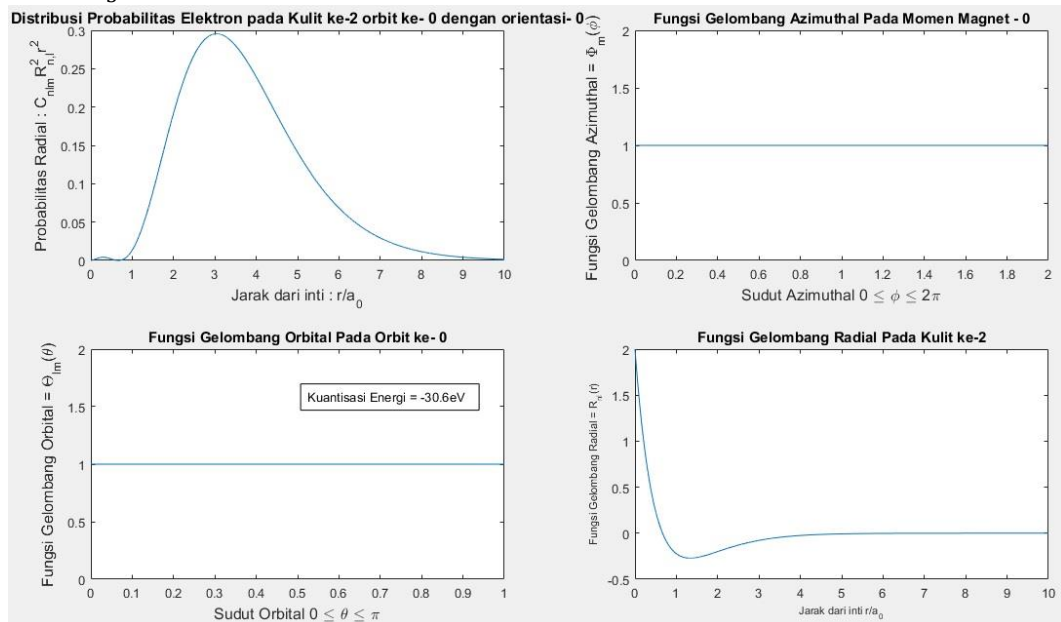 Distribusi Probabilitas Elektron pada Kulit ke-2 orbit ke- 0 dengan orientasi- 0
Probabilitas Radial : C_nlm R²_n,l r²
0.3
0.25
0.2
0.15
0.1
0.05
0
0 1 2 3 4 5 6 7 8 9 10
Jarak dari inti : r/a₀
Fungsi Gelombang Azimuthal Pada Momen Magnet - 0
Fungsi Gelombang Azimuthal = Φ_m(ϕ)
2
1.5
1
0.5
0
0 0.2 0.4 0.6 0.8 1 1.2 1.4 1.6 1.8 2
Sudut Azimuthal 0 ≤ ϕ ≤ 2π
Fungsi Gelombang Orbital Pada Orbit ke- 0
Fungsi Gelombang Orbital = Θ_lm(θ)
2
1.5
1
0.5
0
Kuantisasi Energi = -30.6eV
0 0.1 0.2 0.3 0.4 0.5 0.6 0.7 0.8 0.9 1
Sudut Orbital 0 ≤ θ ≤ π
Fungsi Gelombang Radial Pada Kulit ke-2
Fungsi Gelombang Radial = R_nl(r)
2
1.5
1
0.5
0
-0.5
0 1 2 3 4 5 6 7 8 9 10
Jarak dari inti r/a₀